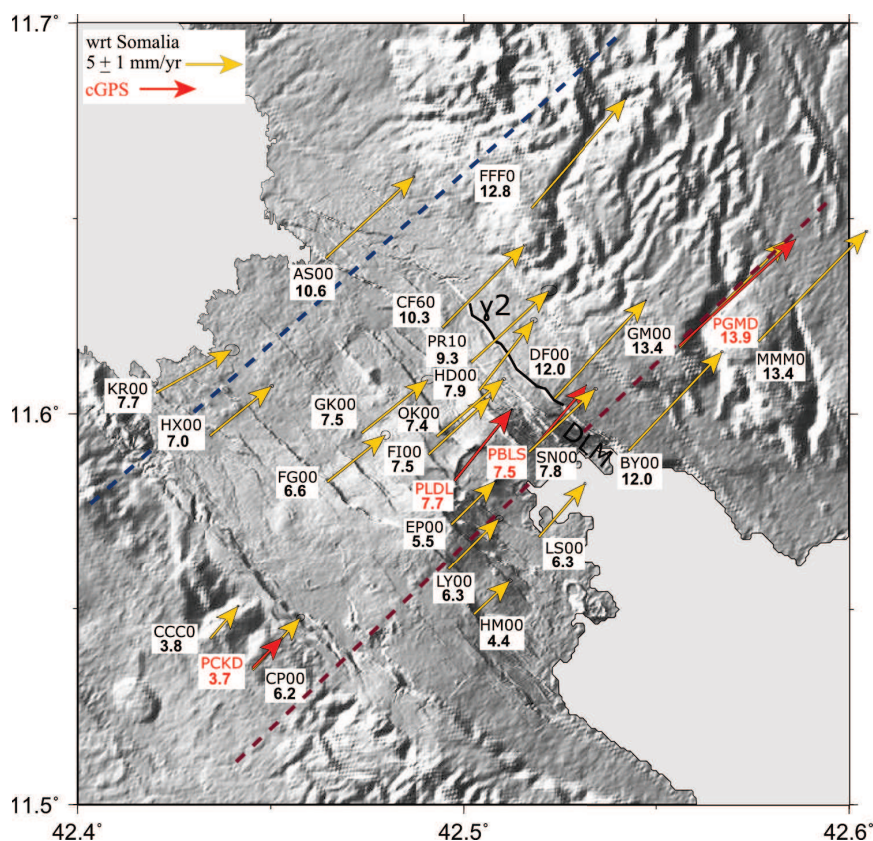 11.7°
wrt Somalia
5 ± 1 mm/yr
cGPS
FFF0
12.8
AS00
10.6
CF60
10.3
γ2
PR10
9.3
DF00
12.0
GM00
13.4
PGMD
13.9
MMM0
13.4
HD00
7.9
KR00
7.7
11.6°
HX00
7.0
GK00
7.5
OK00
7.4
DLM
FI00
7.5
PBLS
7.5
SN00
7.8
BY00
12.0
FG00
6.6
PLDL
7.7
EP00
5.5
LS00
6.3
LY00
6.3
HM00
4.4
CCC0
3.8
PCKD
3.7
CP00
6.2
11.5°
42.4°
42.5°
42.6°